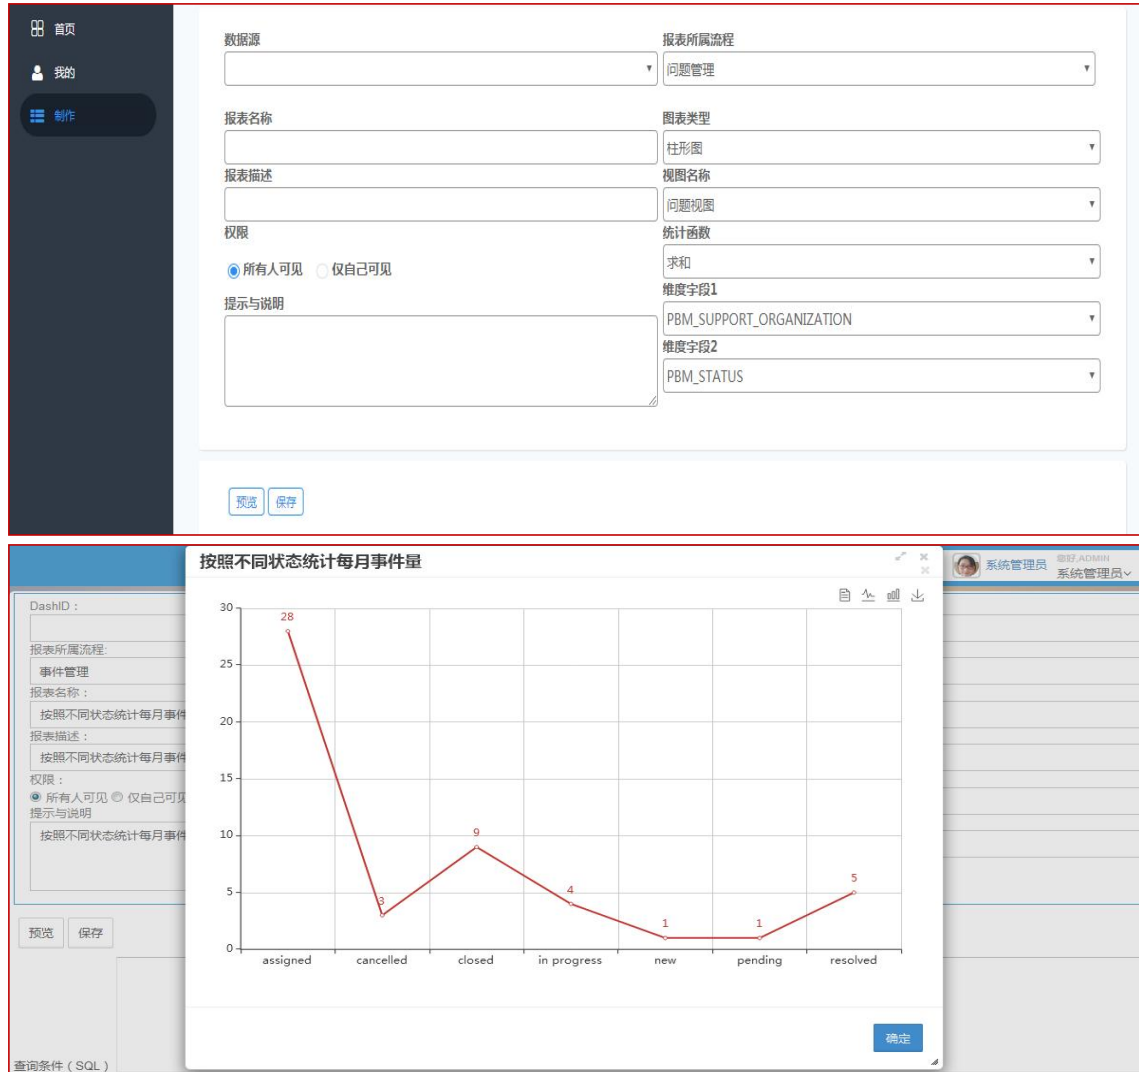 首页
我的
制作
数据源
报表所属流程
问题管理
报表名称
图表类型
柱形图
报表描述
视图名称
问题视图
权限
统计函数
所有人可见 仅自己可见
求和
提示与说明
维度字段1
PBM_SUPPORT_ORGANIZATION
维度字段2
PBM_STATUS
预览 保存
按照不同状态统计每月事件量
系统管理员
您好,ADMIN
系统管理员
DashID：
报表所属流程:
事件管理
报表名称：
按照不同状态统计每月事件
报表描述：
按照不同状态统计每月事件
权限：
所有人可见 仅自己可见
提示与说明
按照不同状态统计每月事件
预览 保存
查询条件（SQL）
30
25
20
15
10
5
0
28
3
9
4
1
1
5
assigned cancelled closed in progress new pending resolved
确定